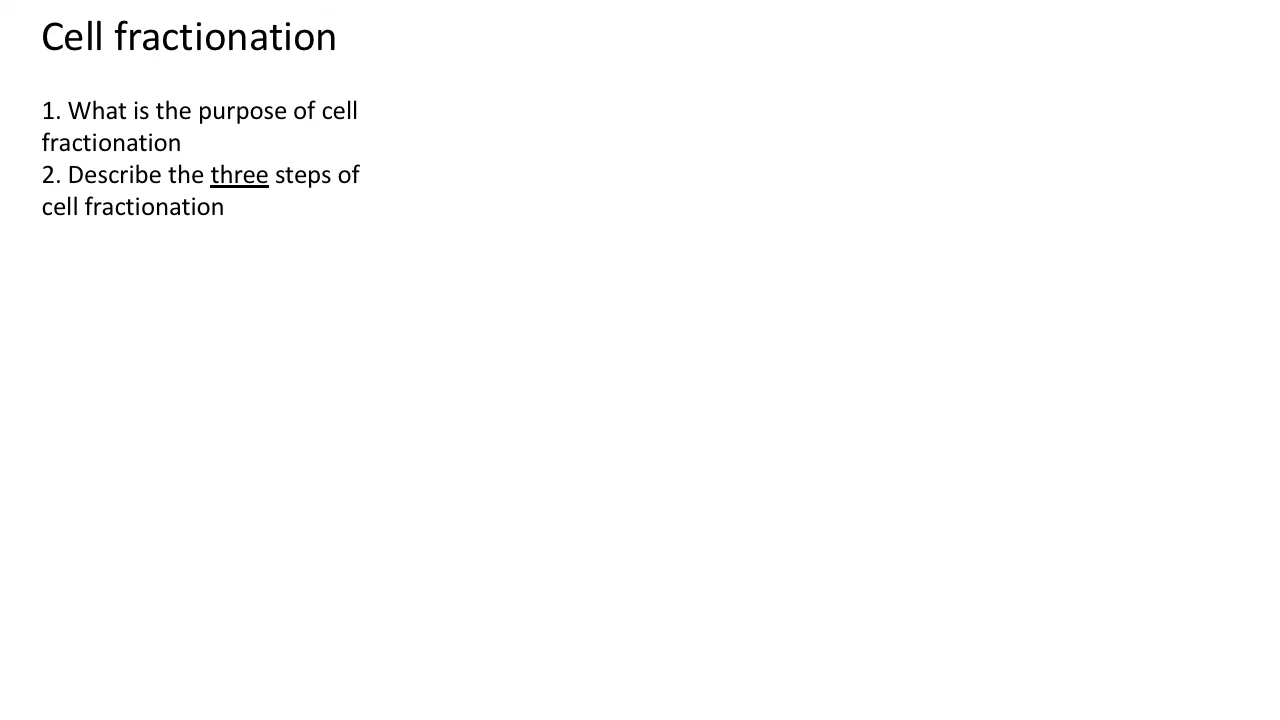 Cell fractionation
1. What is the purpose of cell
fractionation
2. Describe the three steps of
cell fractionation